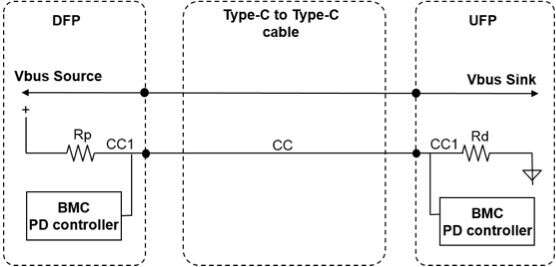 DFP
Type-C to Type-C
cable
UFP
Vbus Source
Vbus Sink
+
Rp
CC1
CC
CC1
Rd
BMC
PD controller
BMC
PD controller